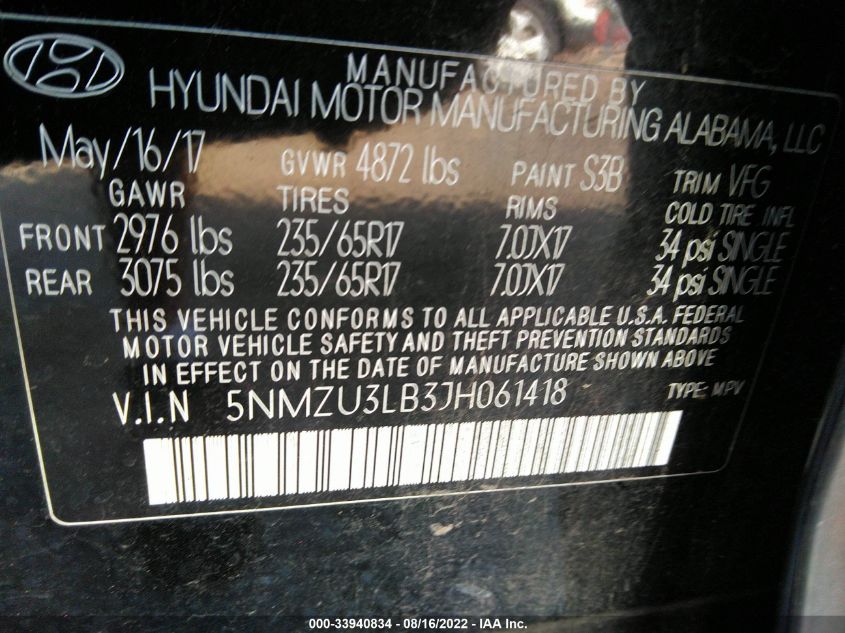 MANUFACTURED BY
HYUNDAI MOTOR MANUFACTURING ALABAMA, LLC
May/16/17 GVWR 4872 lbs PAINT S3B TRIM VFG
GAWR TIRES RIMS COLD TIRE INFL
FRONT 2976 lbs 235/65R17 7.0JX17 34 psi SINGLE
REAR 3075 lbs 235/65R17 7.0JX17 34 psi SINGLE
THIS VEHICLE CONFORMS TO ALL APPLICABLE U.S.A. FEDERAL
MOTOR VEHICLE SAFETY AND THEFT PREVENTION STANDARDS
IN EFFECT ON THE DATE OF MANUFACTURE SHOWN ABOVE
V.I.N 5NMZU3LB3JH061418 TYPE: MPV
000-33940834 - 08/16/2022 - IAA Inc.